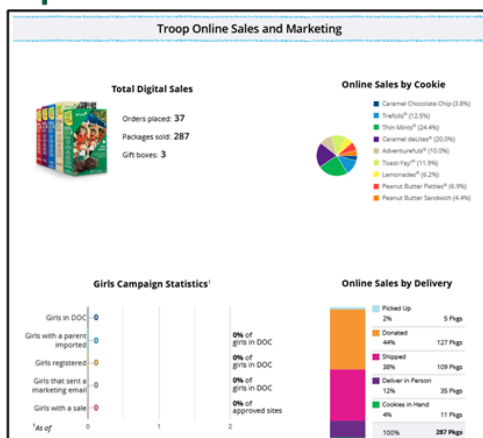 Troop Online Sales and Marketing
Total Digital Sales
Orders placed: 37
Packages sold: 287
Gift boxes: 3
Online Sales by Cookie
Caramel Chocolate Chip (3.8%)
Trefoils® (12.5%)
Thin Mints® (24.4%)
Caramel deLites® (20.0%)
Adventurefuls® (10.0%)
Toast-Yay!® (11.9%)
Lemonades® (6.2%)
Peanut Butter Patties® (6.9%)
Peanut Butter Sandwich (4.4%)
Girls Campaign Statistics¹
Girls in DOC 0
Girls with a parent
imported 0
0% of
girls in DOC
Girls registered 0
0% of
girls in DOC
Girls that sent a
marketing email 0
0% of
girls in DOC
Girls with a sale 0
0% of
approved sites
0 1 2
¹As of
Online Sales by Delivery
Picked Up
2% 5 Pkgs
Donated
44% 127 Pkgs
Shipped
38% 109 Pkgs
Deliver in Person
12% 35 Pkgs
Cookies in Hand
4% 11 Pkgs
100% 287 Pkgs